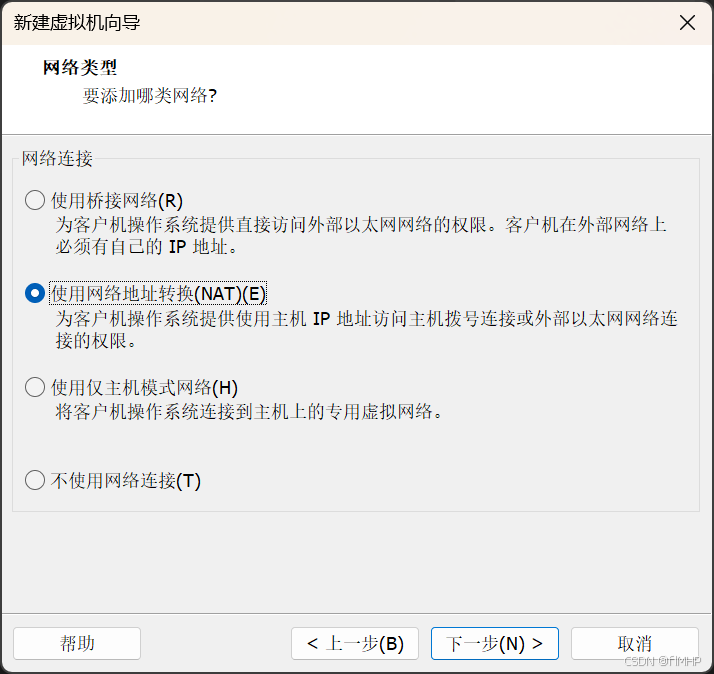 新建虚拟机向导
网络类型
要添加哪类网络?
网络连接
使用桥接网络(R)
为客户机操作系统提供直接访问外部以太网网络的权限。客户机在外部网络上
必须有自己的 IP 地址。
使用网络地址转换(NAT)(E)
为客户机操作系统提供使用主机 IP 地址访问主机拨号连接或外部以太网网络连
接的权限。
使用仅主机模式网络(H)
将客户机操作系统连接到主机上的专用虚拟网络。
不使用网络连接(T)
帮助
< 上一步(B)
下一步(N) >
取消
CSDN @fIMHP